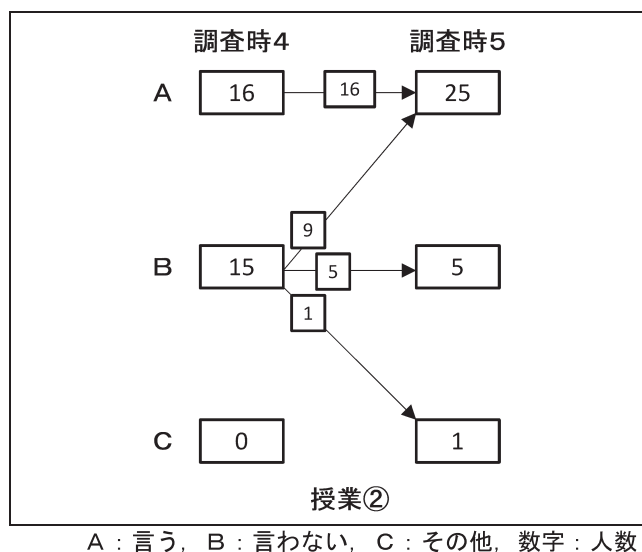 調査時4 調査時5
A 16 16 25
9
B 15 5 5
1
C 0 1
授業②
A：言う, B：言わない, C：その他, 数字：人数